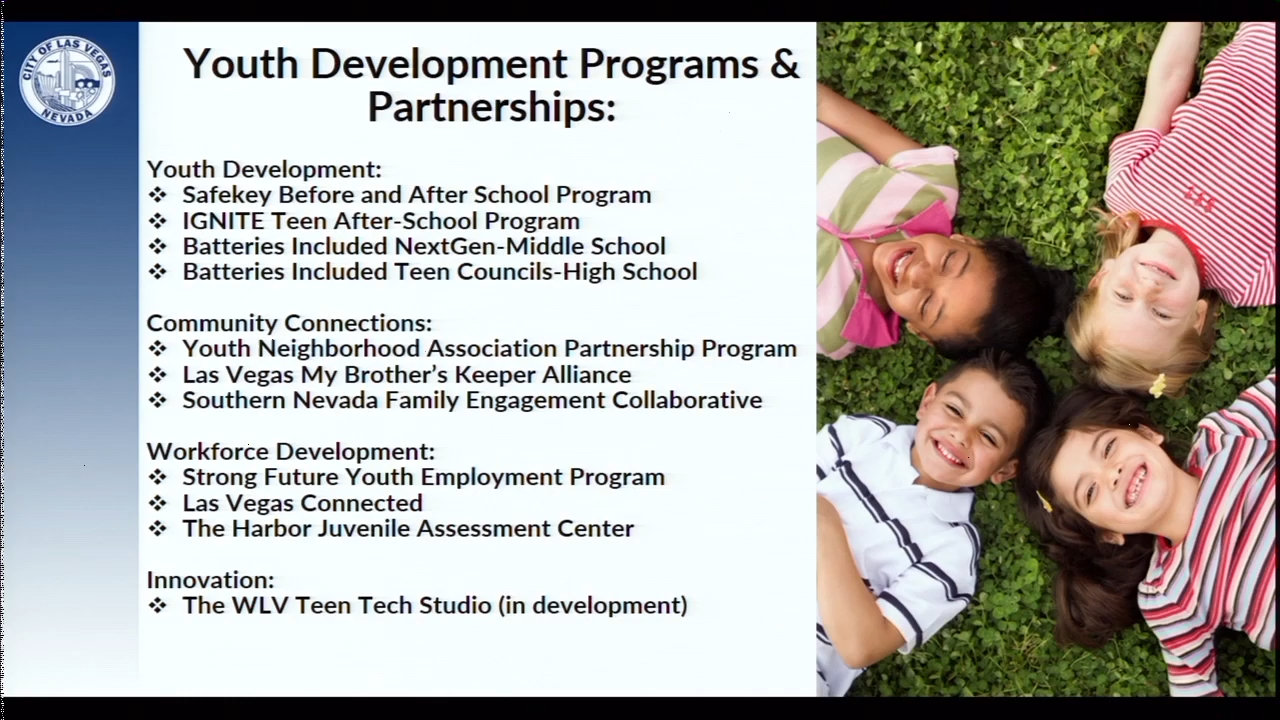 CITY OF LAS VEGAS
NEVADA
Youth Development Programs &
Partnerships:
Youth Development:
❖ Safekey Before and After School Program
❖ IGNITE Teen After-School Program
❖ Batteries Included NextGen-Middle School
❖ Batteries Included Teen Councils-High School
Community Connections:
❖ Youth Neighborhood Association Partnership Program
❖ Las Vegas My Brother’s Keeper Alliance
❖ Southern Nevada Family Engagement Collaborative
Workforce Development:
❖ Strong Future Youth Employment Program
❖ Las Vegas Connected
❖ The Harbor Juvenile Assessment Center
Innovation:
❖ The WLV Teen Tech Studio (in development)